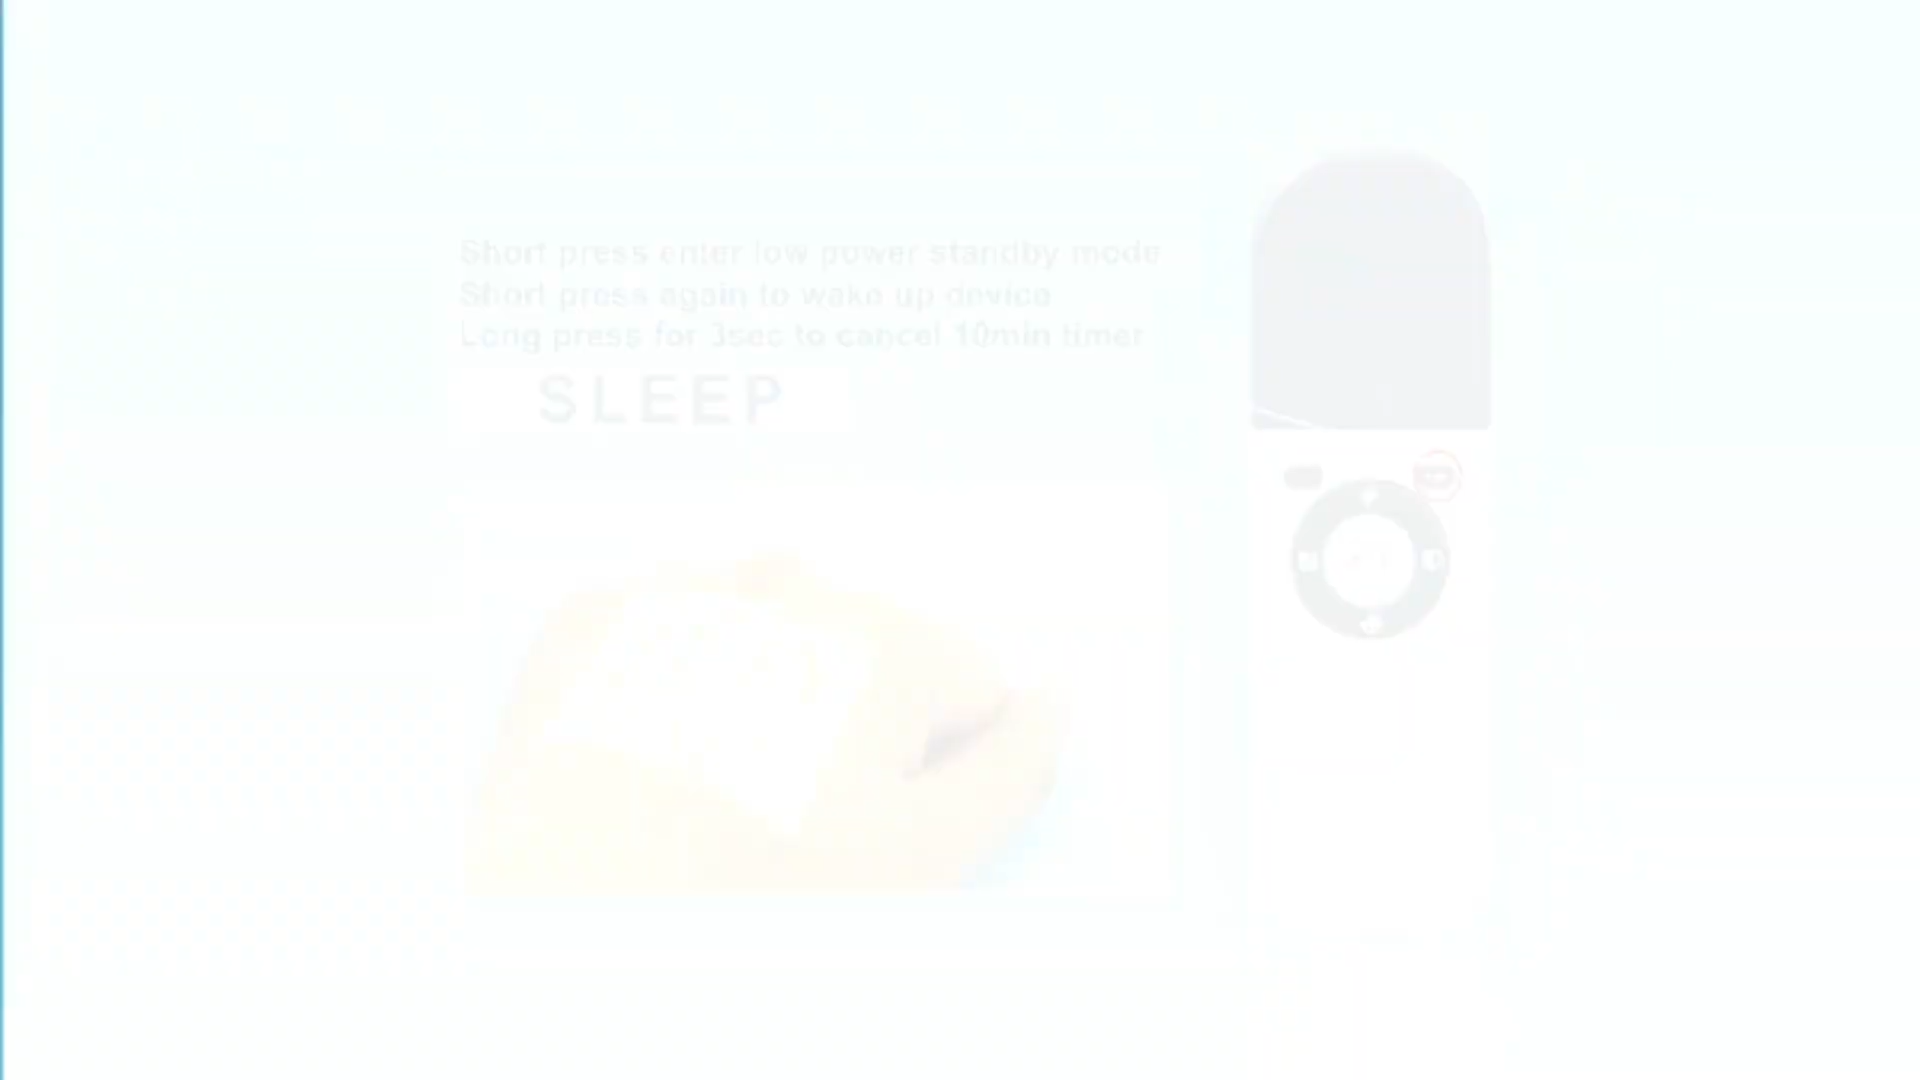 Short press enter low power standby mode
Short press again to wake up device
Long press for 3sec to cancel 10min timer
SLEEP